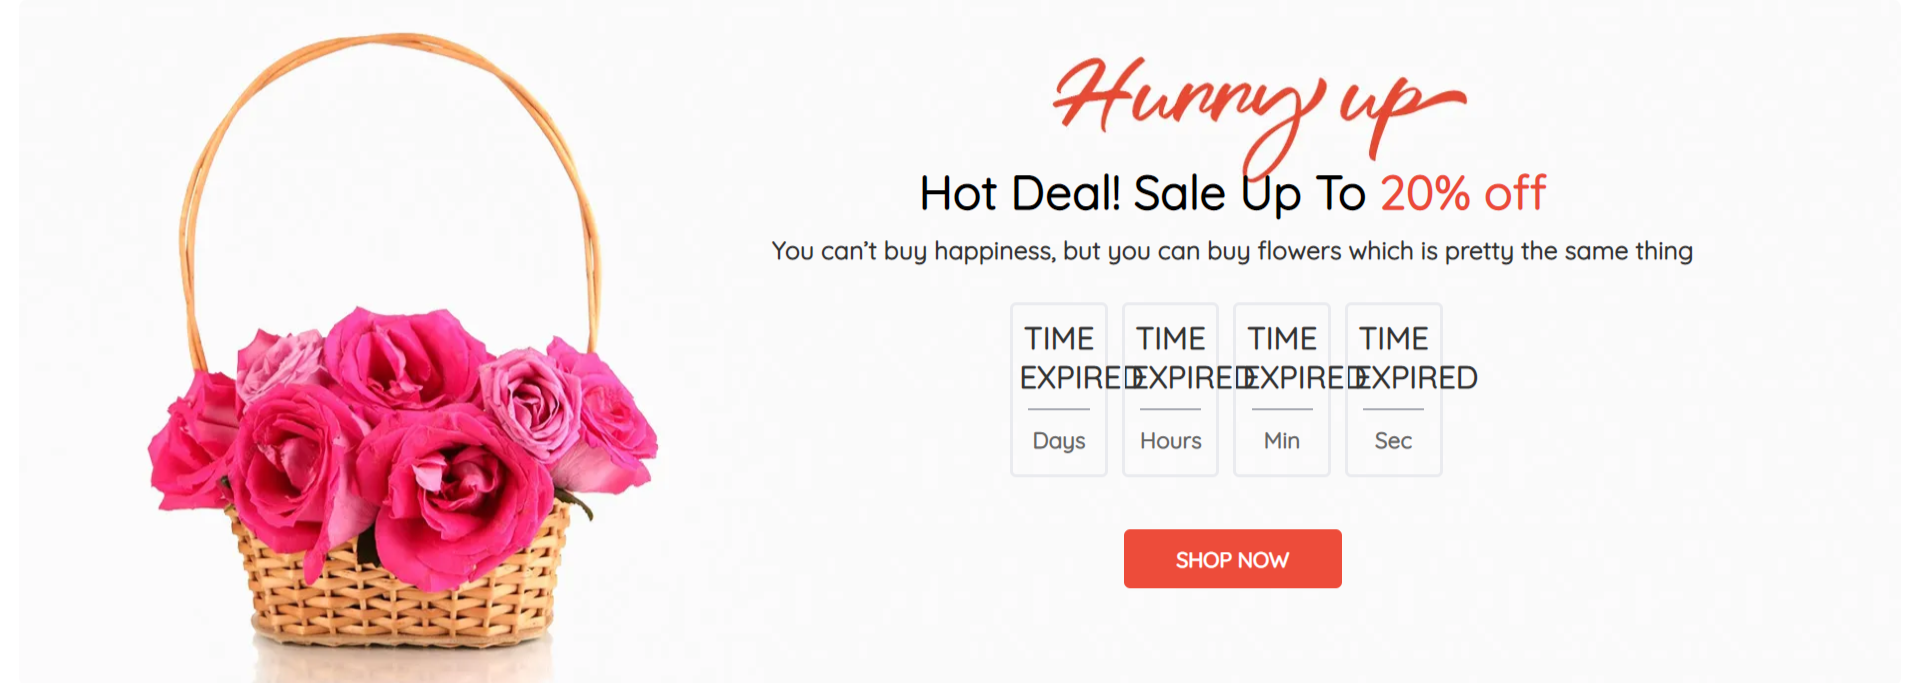 Hurry up
Hot Deal! Sale Up To 20% off
You can’t buy happiness, but you can buy flowers which is pretty the same thing
TIME TIME TIME TIME
EXPIRED EXPIRED EXPIRED EXPIRED
Days Hours Min Sec
SHOP NOW